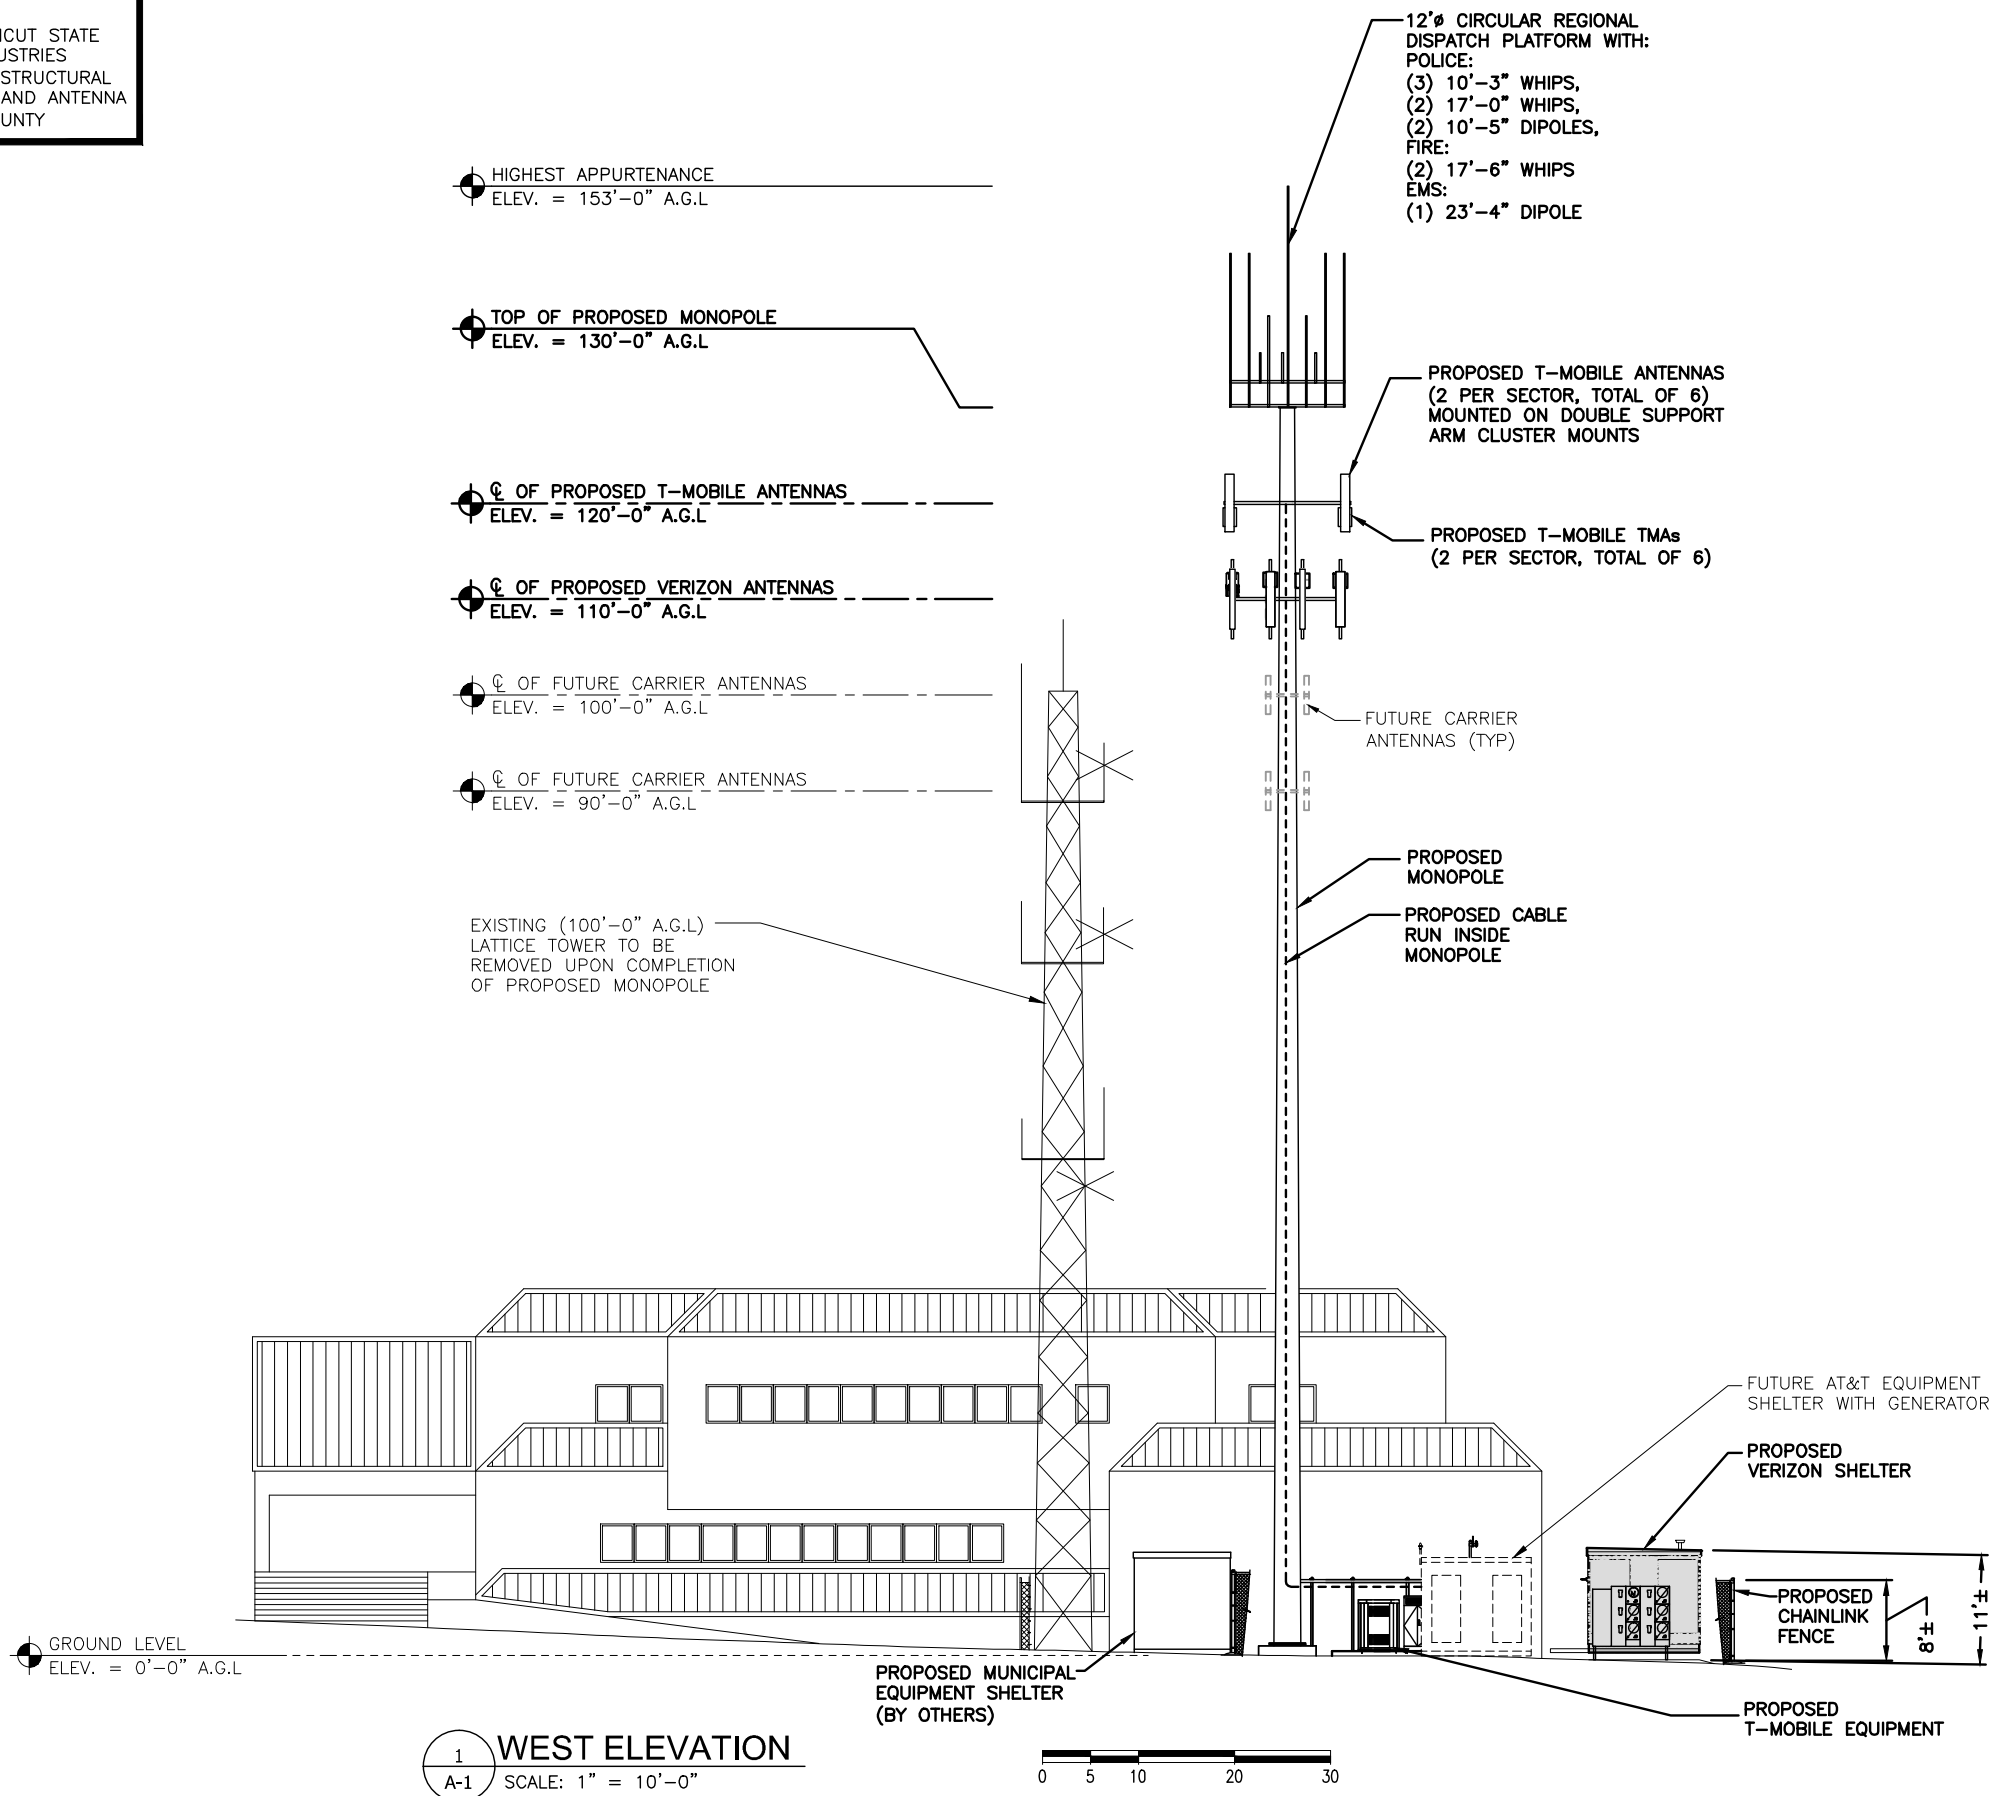 STATE
STRUCTURAL
AND ANTENNA
12'ø CIRCULAR REGIONAL
DISPATCH PLATFORM WITH:
POLICE:
(3) 10'-3" WHIPS,
(2) 17'-0" WHIPS,
(2) 10'-5" DIPOLES,
FIRE:
(2) 17'-6" WHIPS
EMS:
(1) 23'-4" DIPOLE
HIGHEST APPURTENANCE
ELEV. = 153'-0" A.G.L
TOP OF PROPOSED MONOPOLE
ELEV. = 130'-0" A.G.L
PROPOSED T-MOBILE ANTENNAS
(2 PER SECTOR, TOTAL OF 6)
MOUNTED ON DOUBLE SUPPORT
ARM CLUSTER MOUNTS
℄ OF PROPOSED T-MOBILE ANTENNAS
ELEV. = 120'-0" A.G.L
PROPOSED T-MOBILE TMAs
(2 PER SECTOR, TOTAL OF 6)
℄ OF PROPOSED VERIZON ANTENNAS
ELEV. = 110'-0" A.G.L
℄ OF FUTURE CARRIER ANTENNAS
ELEV. = 100'-0" A.G.L
FUTURE CARRIER
ANTENNAS (TYP)
℄ OF FUTURE CARRIER ANTENNAS
ELEV. = 90'-0" A.G.L
PROPOSED
MONOPOLE
PROPOSED CABLE
RUN INSIDE
MONOPOLE
EXISTING (100'-0" A.G.L)
LATTICE TOWER TO BE
REMOVED UPON COMPLETION
OF PROPOSED MONOPOLE
FUTURE AT&T EQUIPMENT
SHELTER WITH GENERATOR
PROPOSED
VERIZON SHELTER
PROPOSED
CHAINLINK
FENCE
8'±
11'±
GROUND LEVEL
ELEV. = 0'-0" A.G.L
PROPOSED MUNICIPAL
EQUIPMENT SHELTER
(BY OTHERS)
PROPOSED
T-MOBILE EQUIPMENT
1
A-1
WEST ELEVATION
SCALE: 1" = 10'-0"
0 5 10 20 30